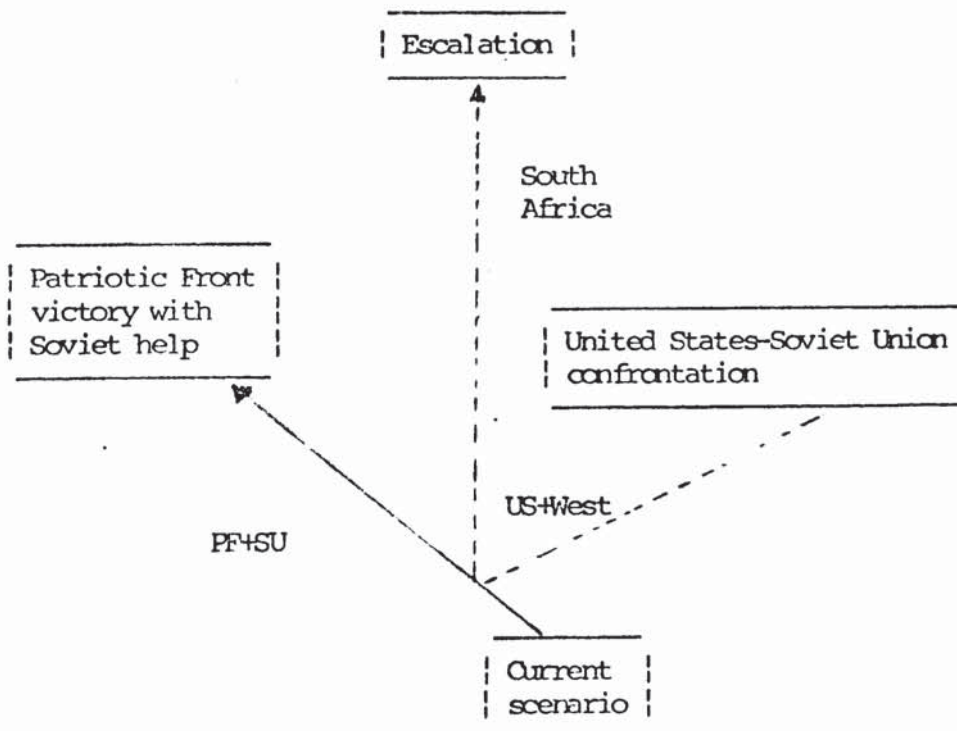 Escalation
South
Africa
Patriotic Front
victory with
Soviet help
United States-Soviet Union
confrontation
US+West
PF+SU
Current
scenario